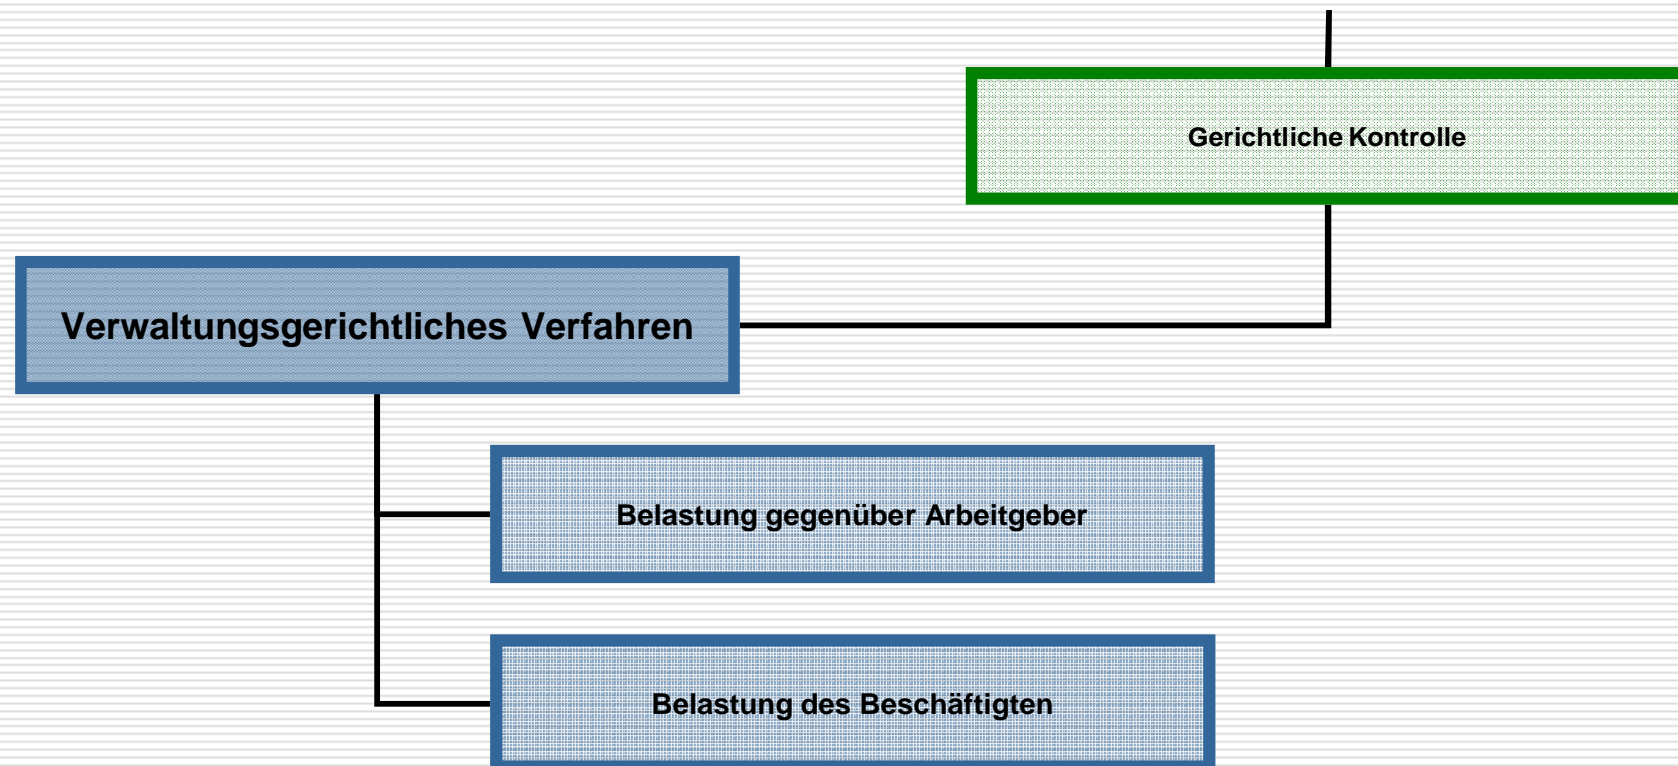 Gerichtliche Kontrolle
Verwaltungsgerichtliches Verfahren
Belastung gegenüber Arbeitgeber
Belastung des Beschäftigten